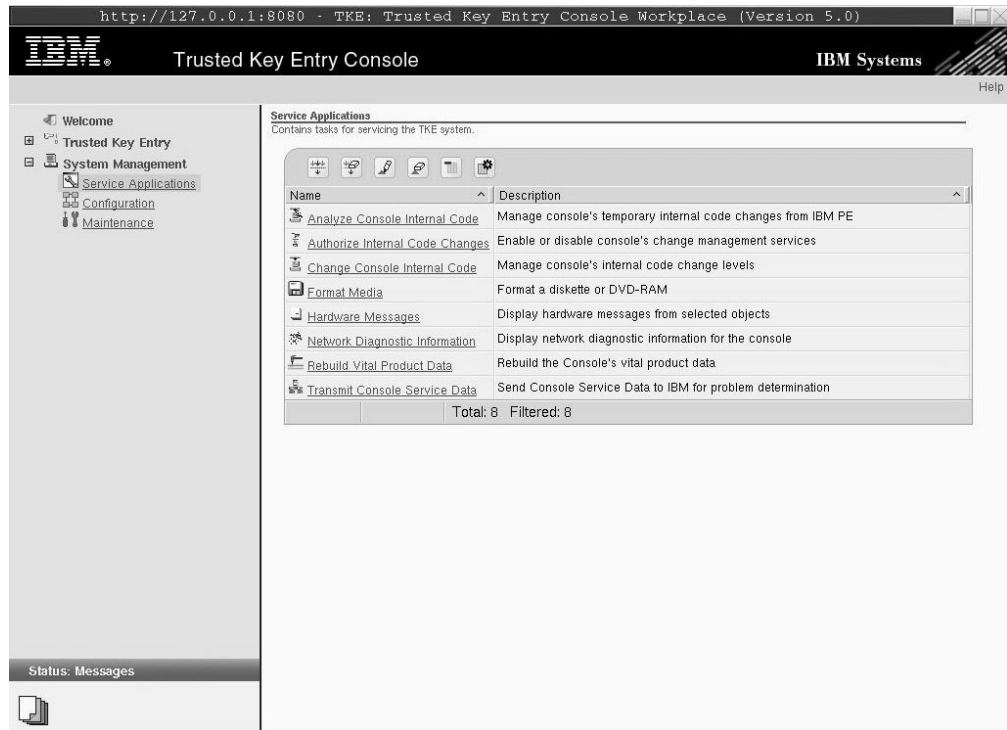 http://127.0.0.1:8080 - TKE: Trusted Key Entry Console Workplace (Version 5.0)
IBM® Trusted Key Entry Console IBM Systems
Help
Welcome
Trusted Key Entry
System Management
Service Applications
Configuration
Maintenance
Service Applications
Contains tasks for servicing the TKE system.
Name ^ Description ^
Analyze Console Internal Code Manage console's temporary internal code changes from IBM PE
Authorize Internal Code Changes Enable or disable console's change management services
Change Console Internal Code Manage console's internal code change levels
Format Media Format a diskette or DVD-RAM
Hardware Messages Display hardware messages from selected objects
Network Diagnostic Information Display network diagnostic information for the console
Rebuild Vital Product Data Rebuild the Console's vital product data
Transmit Console Service Data Send Console Service Data to IBM for problem determination
Total: 8 Filtered: 8
Status: Messages